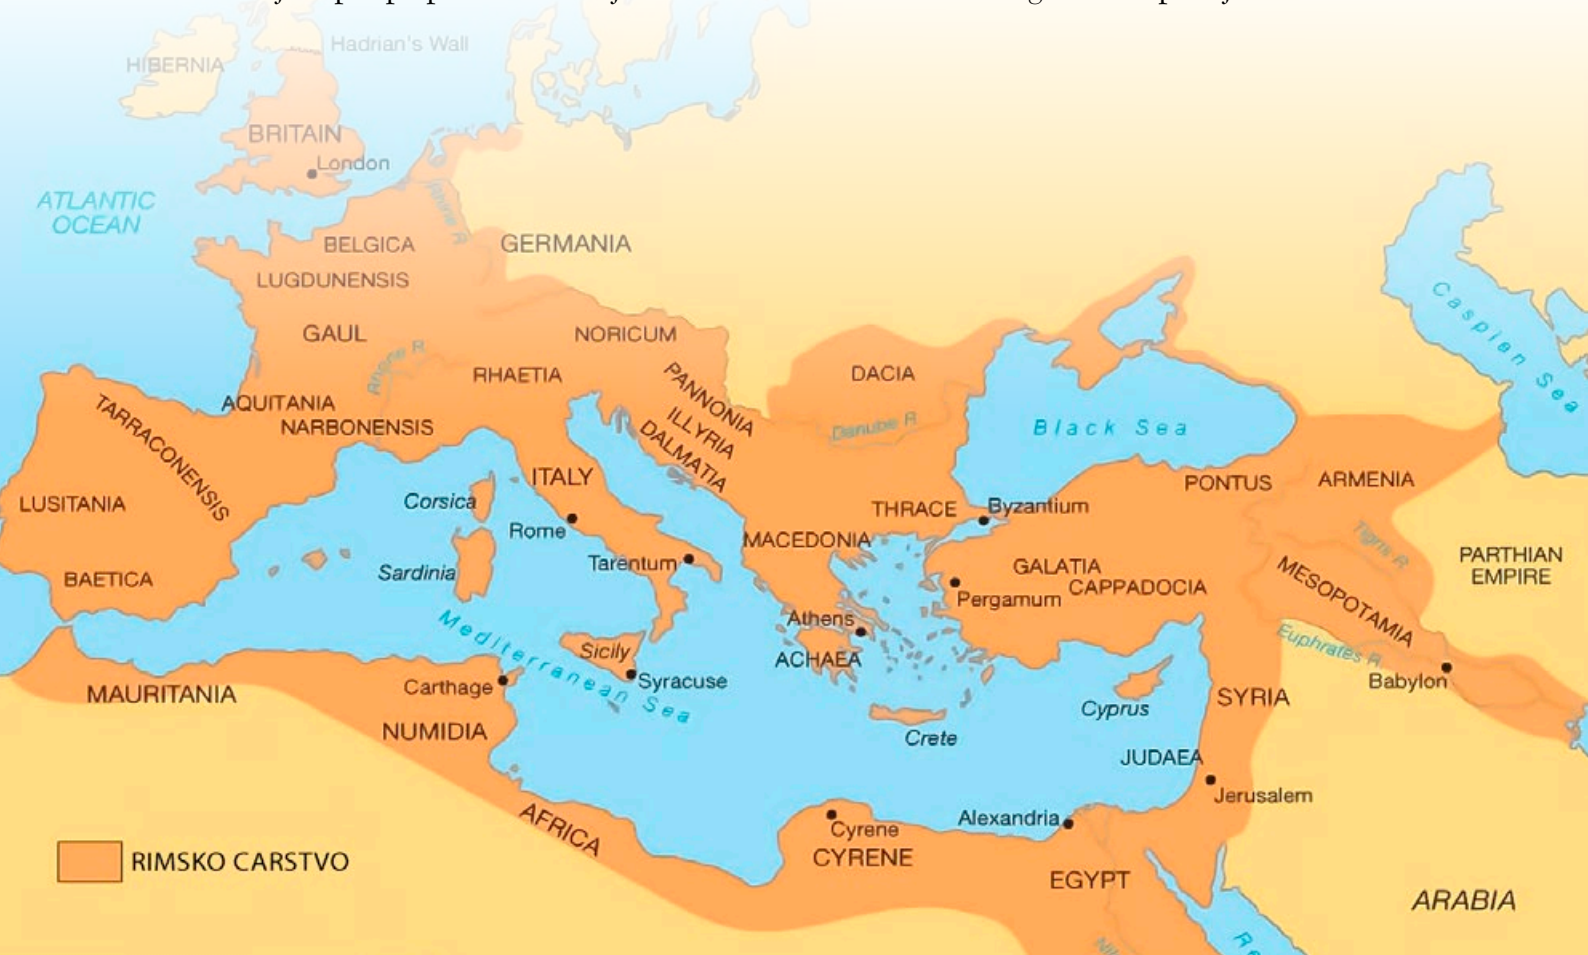 Hadrian's Wall
HIBERNIA
BRITAIN
London
ATLANTIC
OCEAN
Rhine R
BELGICA
GERMANIA
LUGDUNENSIS
GAUL
NORICUM
Rhone R
RHAETIA
DACIA
Caspian Sea
PANNONIA
ILLYRIA
DALMATIA
AQUITANIA
NARBONENSIS
TARRACONENSIS
Danube R
Black Sea
ITALY
LUSITANIA
Corsica
PONTUS
ARMENIA
Rome
THRACE
Byzantium
MACEDONIA
Tigris R
Sardinia
Tarentum
BAETICA
GALATIA
CAPPADOCIA
PARTHIAN
EMPIRE
Pergamum
MESOPOTAMIA
Athens
Mediterranean Sea
Sicily
ACHAEA
Euphrates R
Carthage
Syracuse
MAURITANIA
Babylon
SYRIA
Cyprus
NUMIDIA
Crete
JUDAEA
Jerusalem
AFRICA
Alexandria
Cyrene
CYRENE
RIMSKO CARSTVO
EGYPT
ARABIA